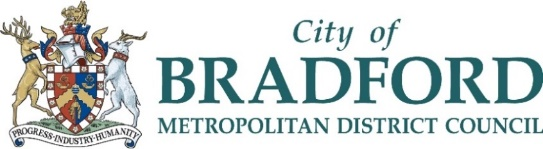 City of
BRADFORD
METROPOLITAN DISTRICT COUNCIL
PROGRESS·INDUSTRY·HUMANITY